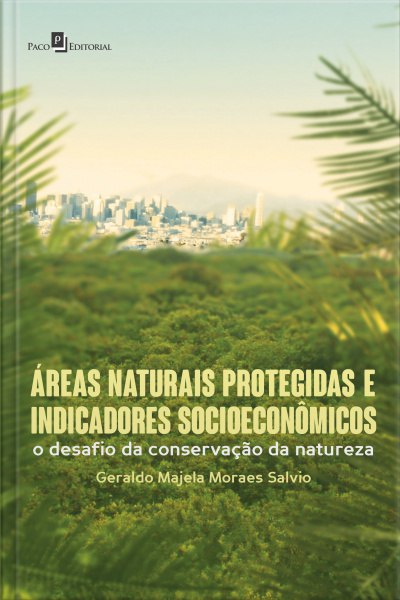 PACO P EDITORIAL
ÁREAS NATURAIS PROTEGIDAS E
INDICADORES SOCIOECONÔMICOS
o desafio da conservação da natureza
Geraldo Majela Moraes Salvio